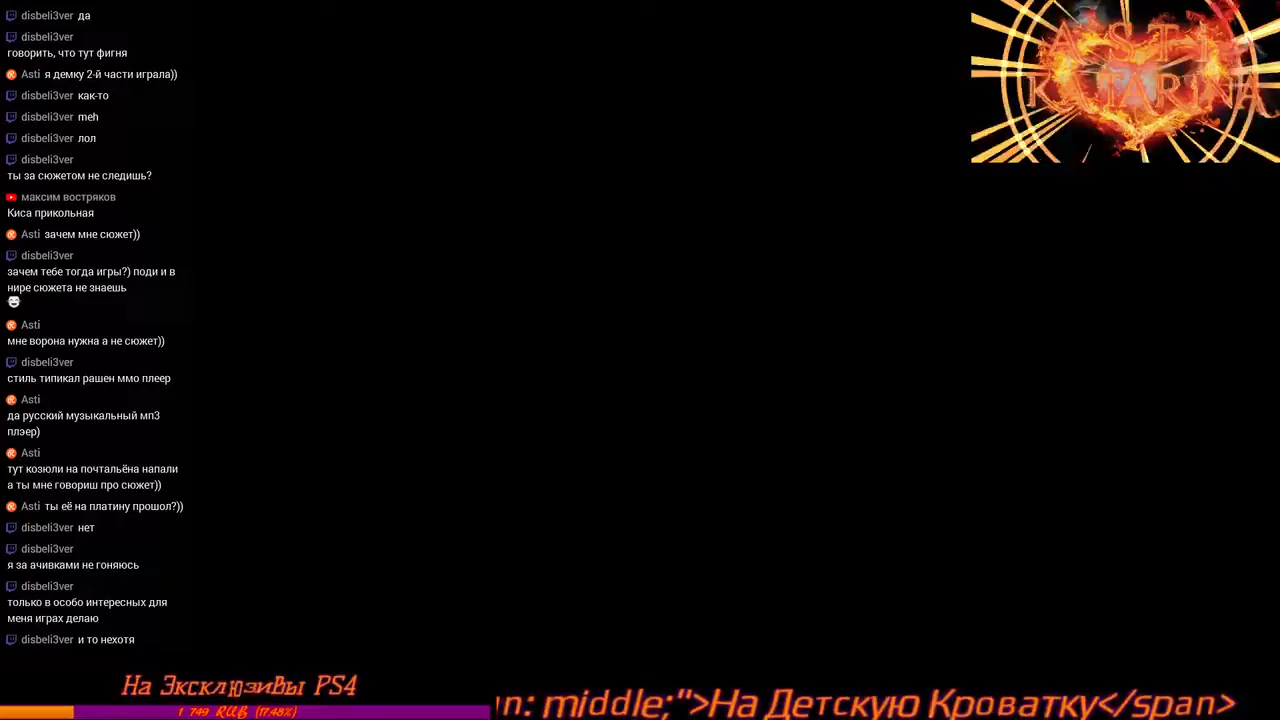 disbeli3ver да
disbeli3ver
говорить, что тут фигня
Asti я демку 2-й части играла))
disbeli3ver как-то
disbeli3ver meh
disbeli3ver лол
disbeli3ver
ты за сюжетом не следишь?
максим востряков
Киса прикольная
Asti зачем мне сюжет))
disbeli3ver
зачем тебе тогда игры?) поди и в
нире сюжета не знаешь
Asti
мне ворона нужна а не сюжет))
disbeli3ver
стиль типикал рашен ммо плеер
Asti
да русский музыкальный мп3
плэер)
Asti
тут козюли на почтальёна напали
а ты мне говориш про сюжет))
Asti ты её на платину прошол?))
disbeli3ver нет
disbeli3ver
я за ачивками не гоняюсь
disbeli3ver
только в особо интересных для
меня играх делаю
disbeli3ver и то нехотя
ASTI
KATARINA
На Эксклюзивы PS4
1 749 RUB (17.48%)
n: middle;">На Детскую Кроватку</span>